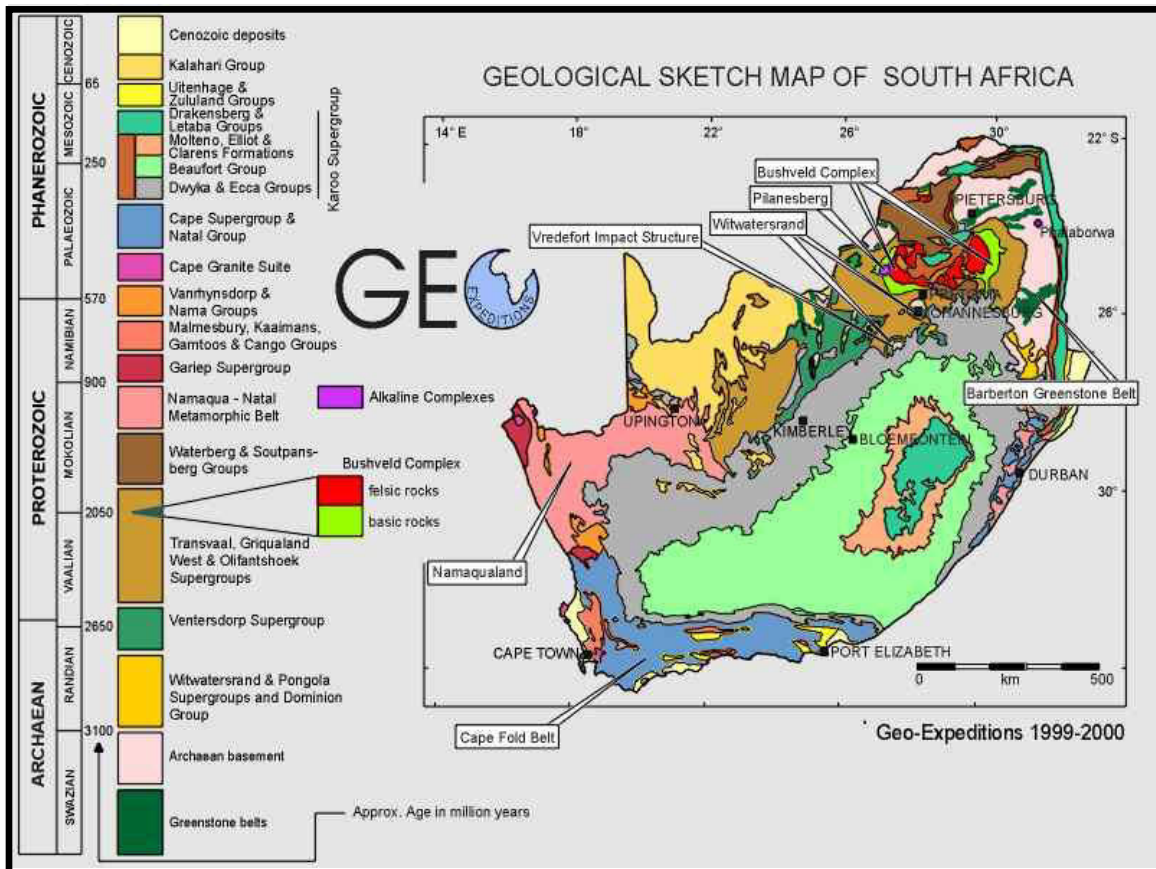 GEOLOGICAL SKETCH MAP OF SOUTH AFRICA
PHANEROZOIC
PROTEROZOIC
ARCHAEAN
CENOZOIC
MESOZOIC
PALAEOZOIC
NAMIBIAN
MOKOLIAN
VAALIAN
RANDIAN
SWAZIAN
65
250
570
900
2050
2650
3100
Cenozoic deposits
Kalahari Group
Uitenhage &
Zululand Groups
Drakensberg &
Letaba Groups
Molteno, Elliot &
Clarens Formations
Beaufort Group
Dwyka & Ecca Groups
Karoo Supergroup
Cape Supergroup &
Natal Group
Cape Granite Suite
Vanrhynsdorp &
Nama Groups
Malmesbury, Kaaimans,
Gamtoos & Cango Groups
Gariep Supergroup
Namaqua - Natal
Metamorphic Belt
Waterberg & Soutpans-
berg Groups
Transvaal, Griqualand
West & Olifantshoek
Supergroups
Ventersdorp Supergroup
Witwatersrand & Pongola
Supergroups and Dominion
Group
Archaean basement
Greenstone belts
Approx. Age in million years
Alkaline Complexes
Bushveld Complex
felsic rocks
basic rocks
GEO
EXPEDITIONS
14° E
18°
22°
26°
30°
22° S
26°
30°
Bushveld Complex
Pilanesberg
PIETERSBURG
Witwatersrand
Phalaborwa
Vredefort Impact Structure
PRETORIA
JOHANNESBURG
Barberton Greenstone Belt
UPINGTON
KIMBERLEY
BLOEMFONTEIN
DURBAN
Namaqualand
CAPE TOWN
PORT ELIZABETH
0 km 500
Cape Fold Belt
Geo-Expeditions 1999-2000